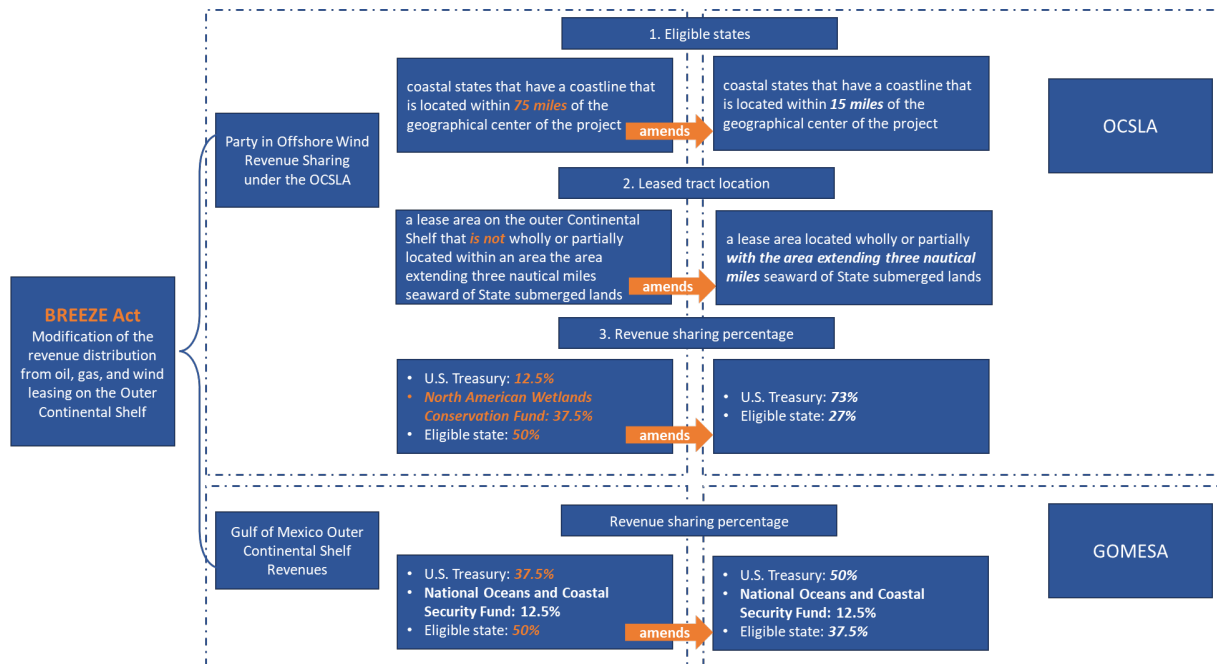 1. Eligible states
coastal states that have a coastline that
is located within 75 miles of the
geographical center of the project
amends
coastal states that have a coastline that
is located within 15 miles of the
geographical center of the project
OCSLA
Party in Offshore Wind
Revenue Sharing
under the OCSLA
2. Leased tract location
a lease area on the outer Continental
Shelf that is not wholly or partially
located within an area the area
extending three nautical miles
seaward of State submerged lands
amends
a lease area located wholly or partially
with the area extending three nautical
miles seaward of State submerged lands
BREEZE Act
Modification of the
revenue distribution
from oil, gas, and wind
leasing on the Outer
Continental Shelf
3. Revenue sharing percentage
• U.S. Treasury: 12.5%
• North American Wetlands
Conservation Fund: 37.5%
• Eligible state: 50%
amends
• U.S. Treasury: 73%
• Eligible state: 27%
Gulf of Mexico Outer
Continental Shelf
Revenues
Revenue sharing percentage
• U.S. Treasury: 37.5%
• National Oceans and Coastal
Security Fund: 12.5%
• Eligible state: 50%
amends
• U.S. Treasury: 50%
• National Oceans and Coastal
Security Fund: 12.5%
• Eligible state: 37.5%
GOMESA